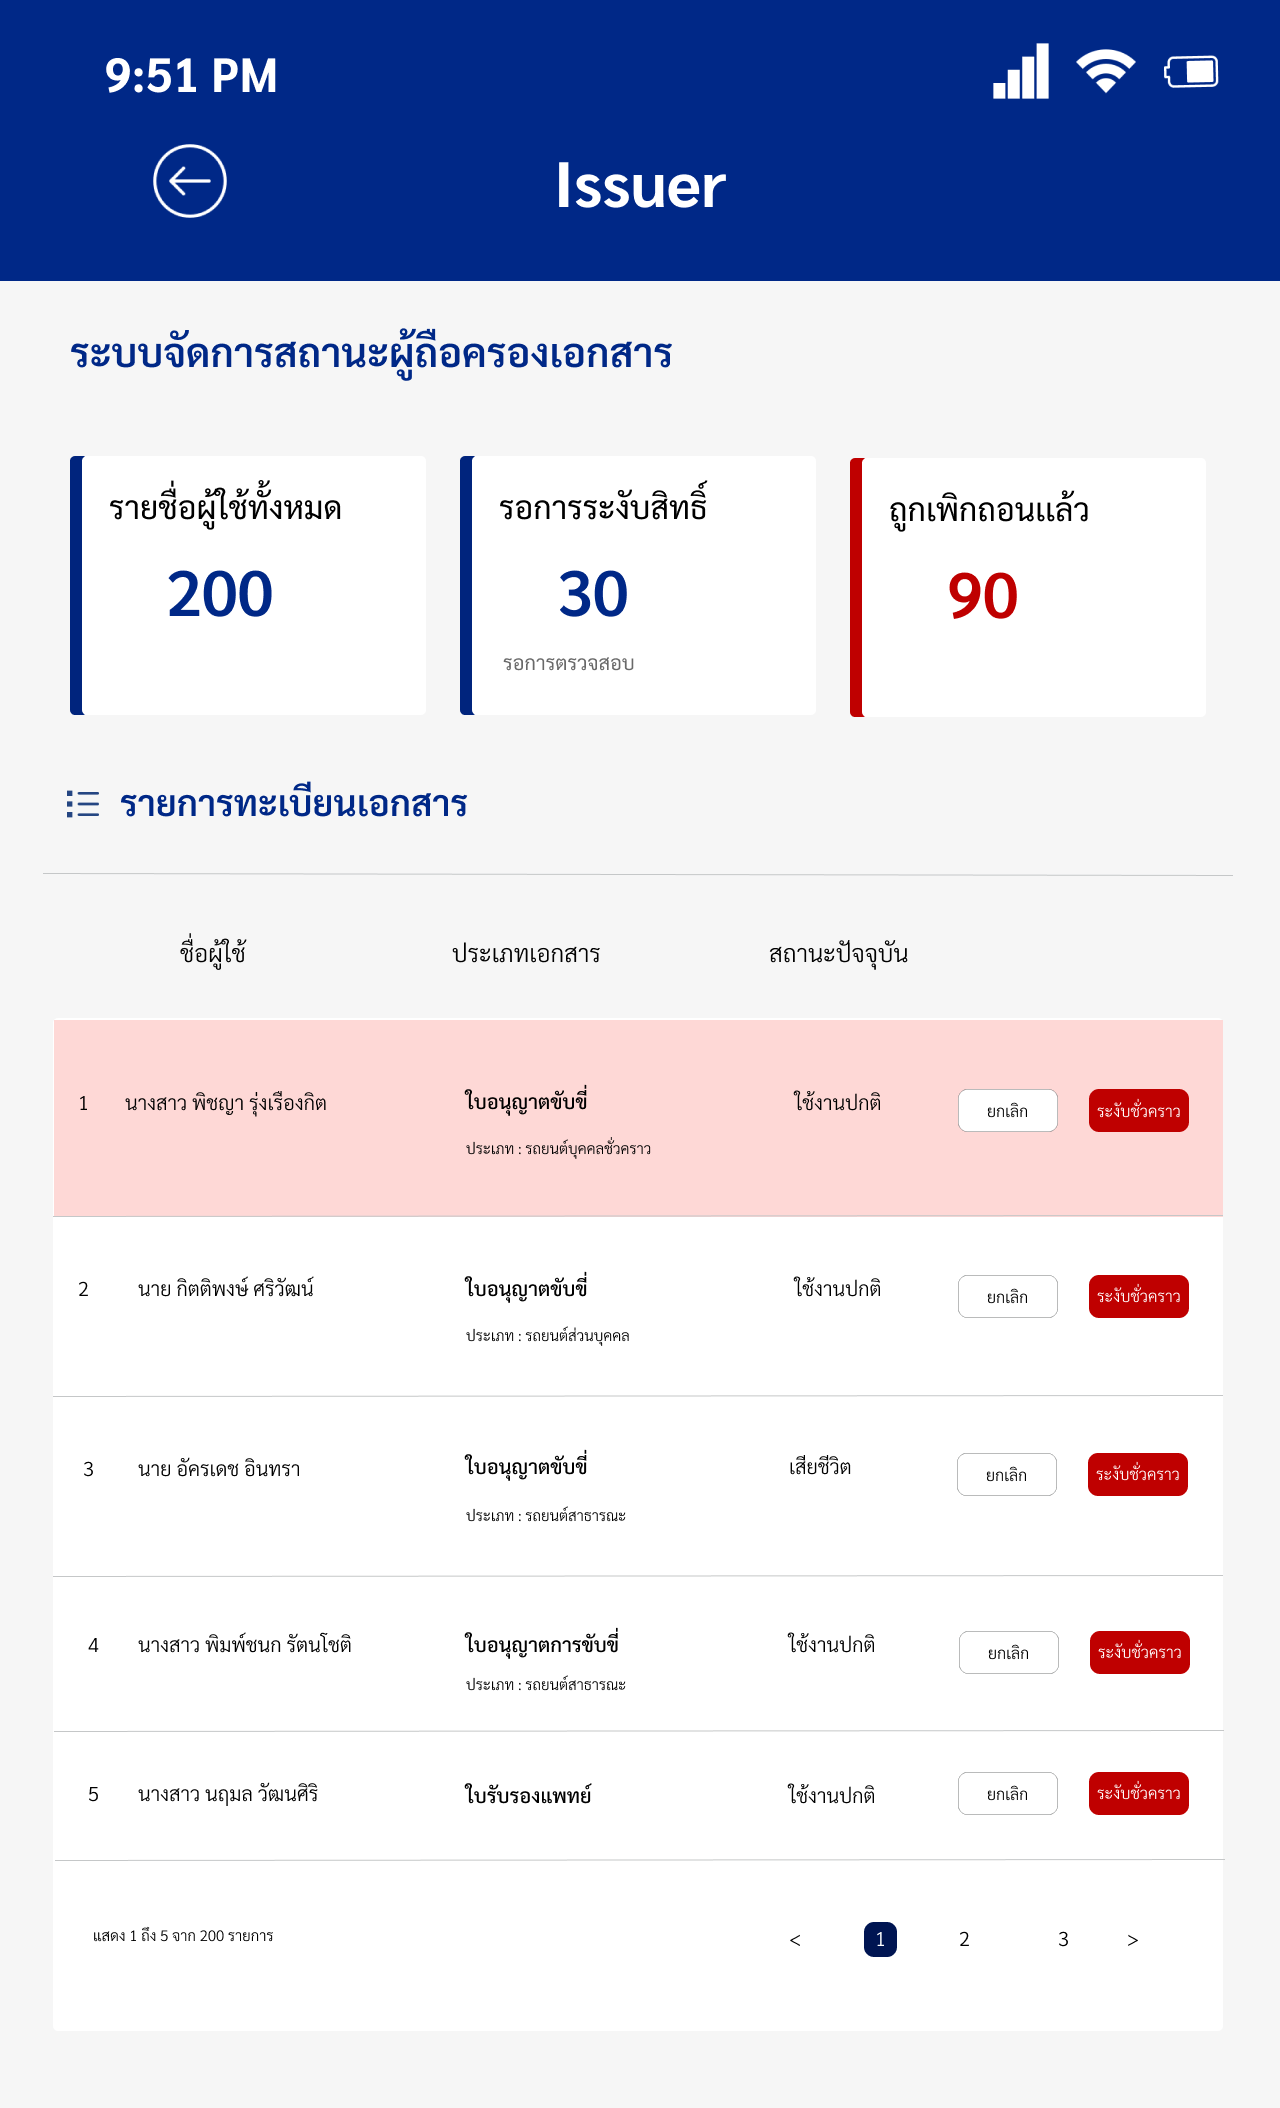 9:51 PM
Issuer
ระบบจัดการสถานะผู้ถือครองเอกสาร
รายชื่อผู้ใช้ทั้งหมด
200
รอการระงับสิทธิ์
30
รอการตรวจสอบ
ถูกเพิกถอนแล้ว
90
รายการทะเบียนเอกสาร
ชื่อผู้ใช้ ประเภทเอกสาร สถานะปัจจุบัน
1 นางสาว พิชญา รุ่งเรืองกิต ใบอนุญาตขับขี่ ใช้งานปกติ ยกเลิก ระงับชั่วคราว
ประเภท : รถยนต์บุคคลชั่วคราว
2 นาย กิตติพงษ์ ศริวัฒน์ ใบอนุญาตขับขี่ ใช้งานปกติ ยกเลิก ระงับชั่วคราว
ประเภท : รถยนต์ส่วนบุคคล
3 นาย อัครเดช อินทรา ใบอนุญาตขับขี่ เสียชีวิต ยกเลิก ระงับชั่วคราว
ประเภท : รถยนต์สาธารณะ
4 นางสาว พิมพ์ชนก รัตนโชติ ใบอนุญาตการขับขี่ ใช้งานปกติ ยกเลิก ระงับชั่วคราว
ประเภท : รถยนต์สาธารณะ
5 นางสาว นฤมล วัฒนศิริ ใบรับรองแพทย์ ใช้งานปกติ ยกเลิก ระงับชั่วคราว
แสดง 1 ถึง 5 จาก 200 รายการ < 1 2 3 >